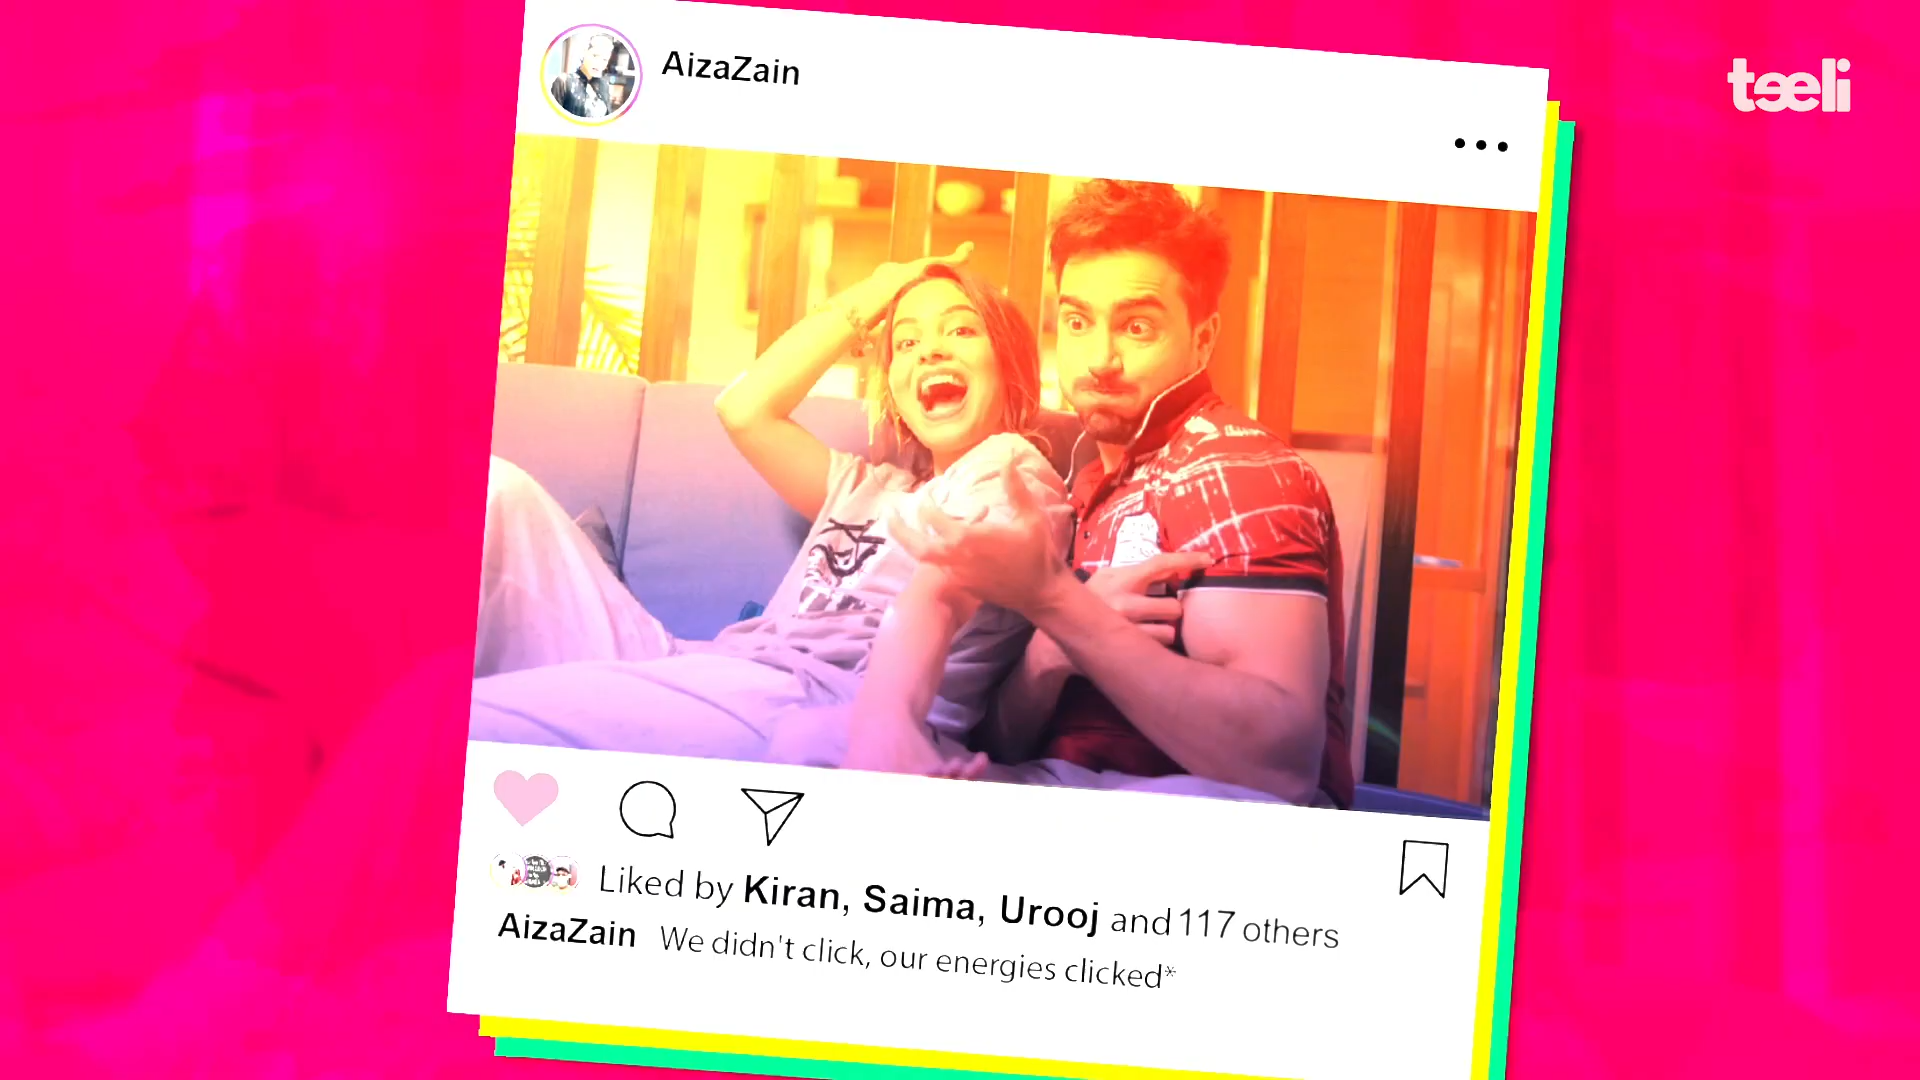 AizaZain
teeli
Liked by Kiran, Saima, Urooj and 117 others
AizaZain We didn't click, our energies clicked*